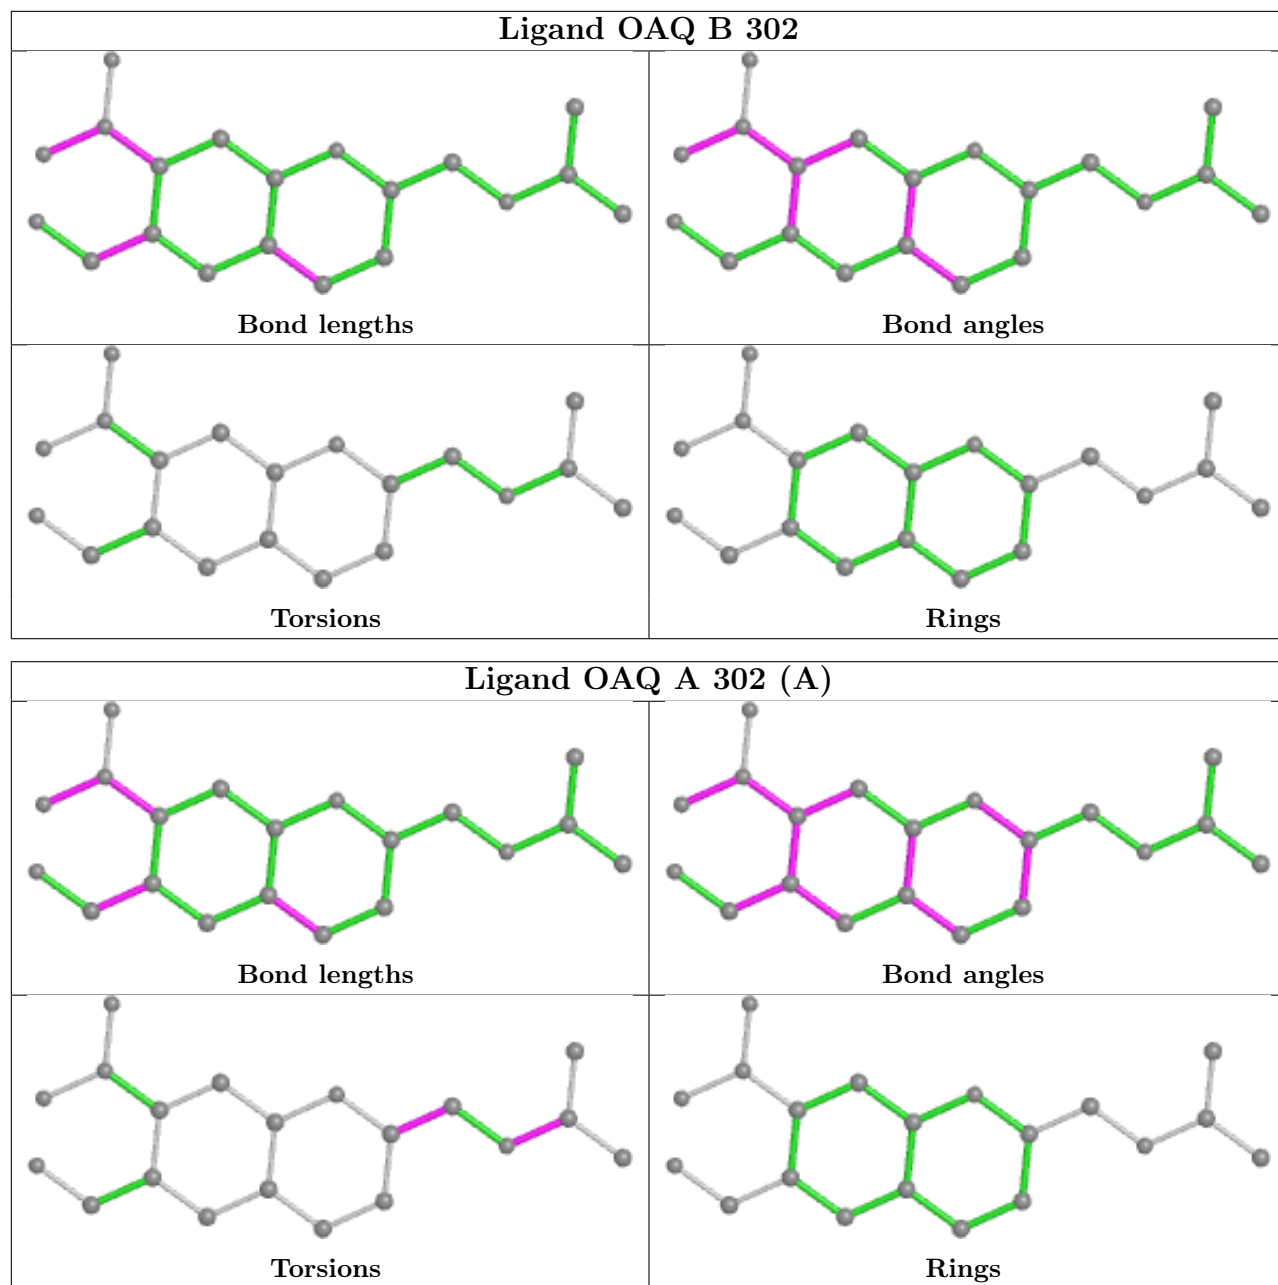 Ligand OAQ B 302
Bond lengths
Bond angles
Torsions
Rings
Ligand OAQ A 302 (A)
Bond lengths
Bond angles
Torsions
Rings